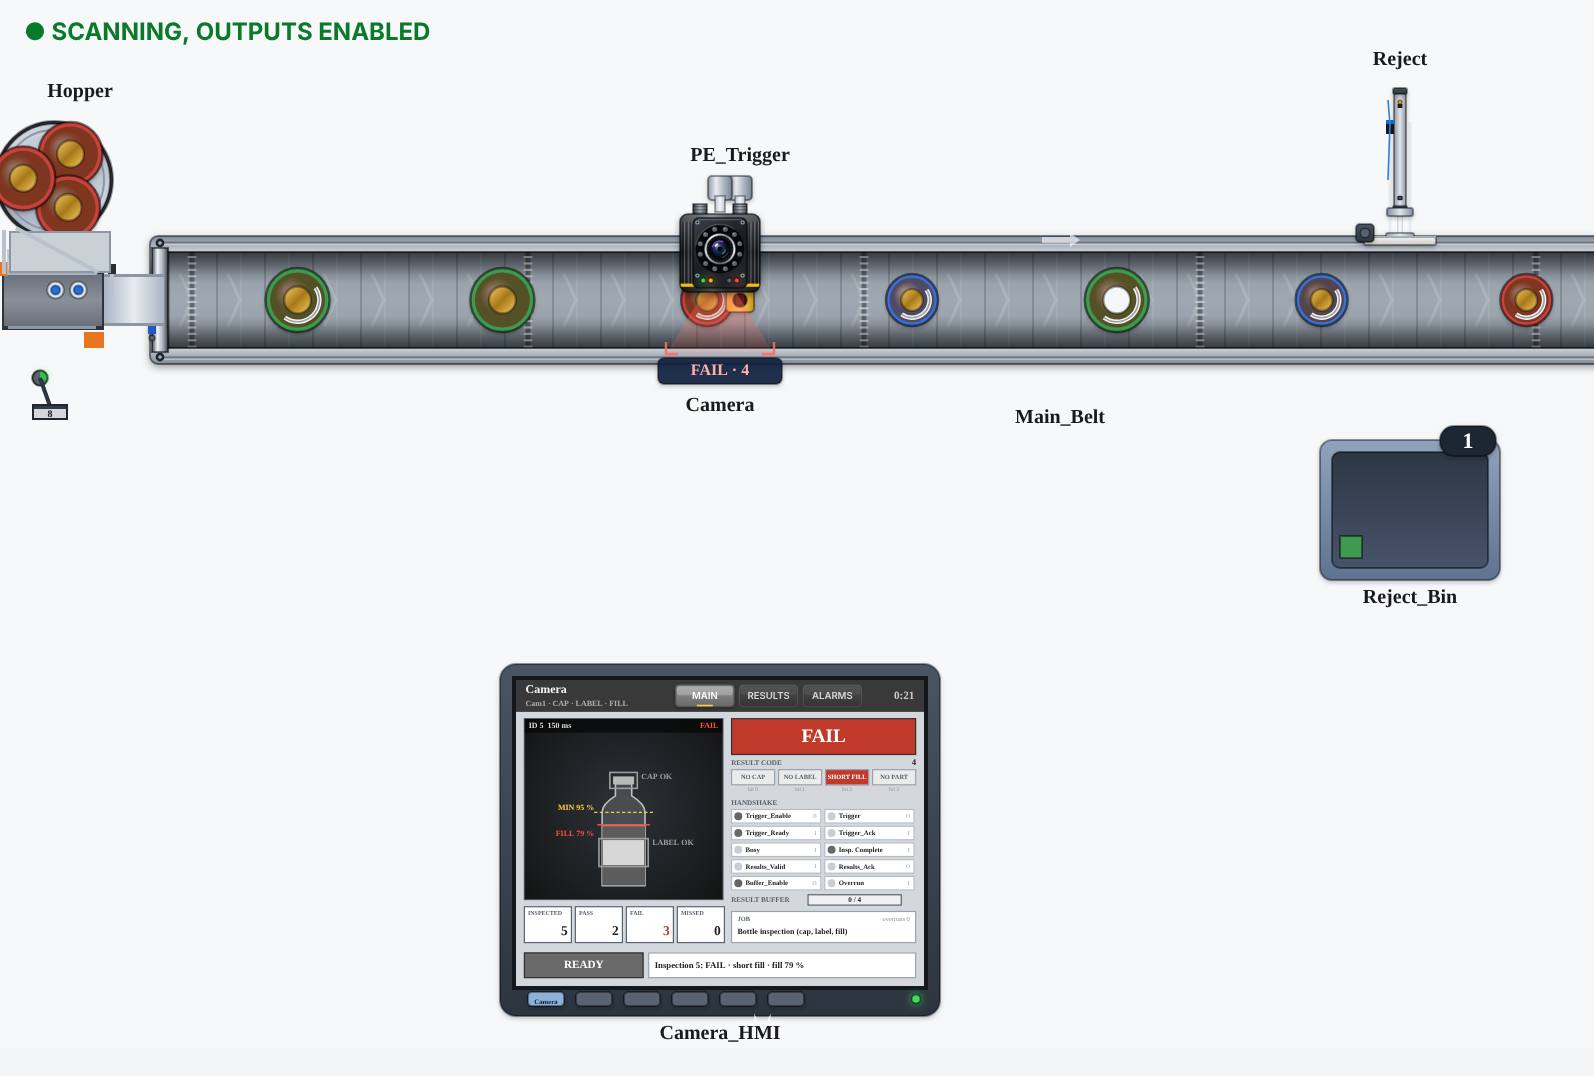 SCANNING, OUTPUTS ENABLED
Reject
Hopper
PE_Trigger
FAIL · 4
Camera
Main_Belt
8
1
Reject_Bin
Camera
Cam1 · CAP · LABEL · FILL
MAIN
RESULTS
ALARMS
0:21
ID 5 150 ms
FAIL
CAP OK
MIN 95 %
FILL 79 %
LABEL OK
FAIL
RESULT CODE
4
NO CAP
NO LABEL
SHORT FILL
NO PART
HANDSHAKE
Trigger_Enable
Trigger
Trigger_Ready
Trigger_Ack
Busy
Insp. Complete
Results_Valid
Results_Ack
Buffer_Enable
Overrun
RESULT BUFFER
0 / 4
INSPECTED
5
PASS
2
FAIL
3
MISSED
0
JOB
overruns 0
Bottle inspection (cap, label, fill)
READY
Inspection 5: FAIL · short fill · fill 79 %
Camera
Camera_HMI